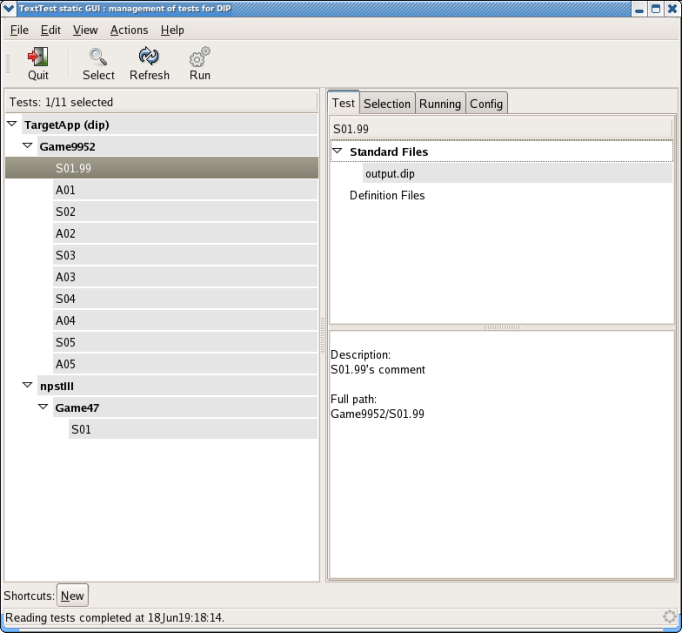 TextTest static GUI : management of tests for DIP
File Edit View Actions Help
Quit Select Refresh Run
Tests: 1/11 selected
TargetApp (dip)
Game9952
S01.99
A01
S02
A02
S03
A03
S04
A04
S05
A05
npstIII
Game47
S01
Test Selection Running Config
S01.99
Standard Files
output.dip
Definition Files
Description:
S01.99's comment
Full path:
Game9952/S01.99
Shortcuts: New
Reading tests completed at 18Jun19:18:14.